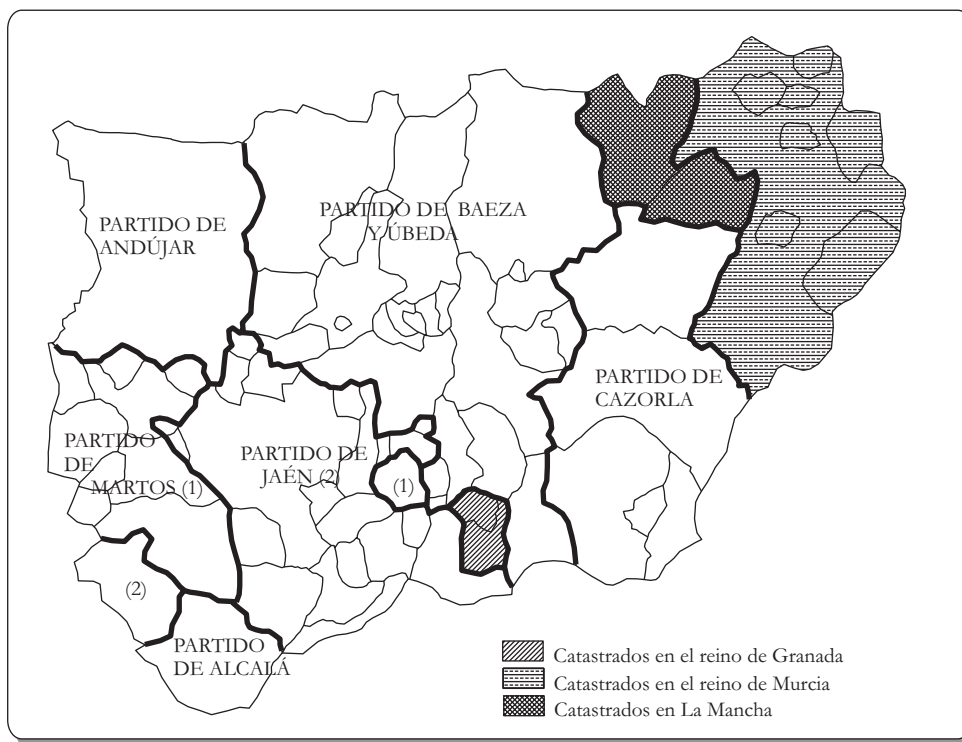 PARTIDO DE
ANDÚJAR
PARTIDO DE BAEZA
Y ÚBEDA
PARTIDO DE
CAZORLA
PARTIDO
DE
MARTOS (1)
PARTIDO DE
JAÉN (2)
(1)
(2)
PARTIDO
DE ALCALÁ
Catastrados en el reino de Granada
Catastrados en el reino de Murcia
Catastrados en La Mancha